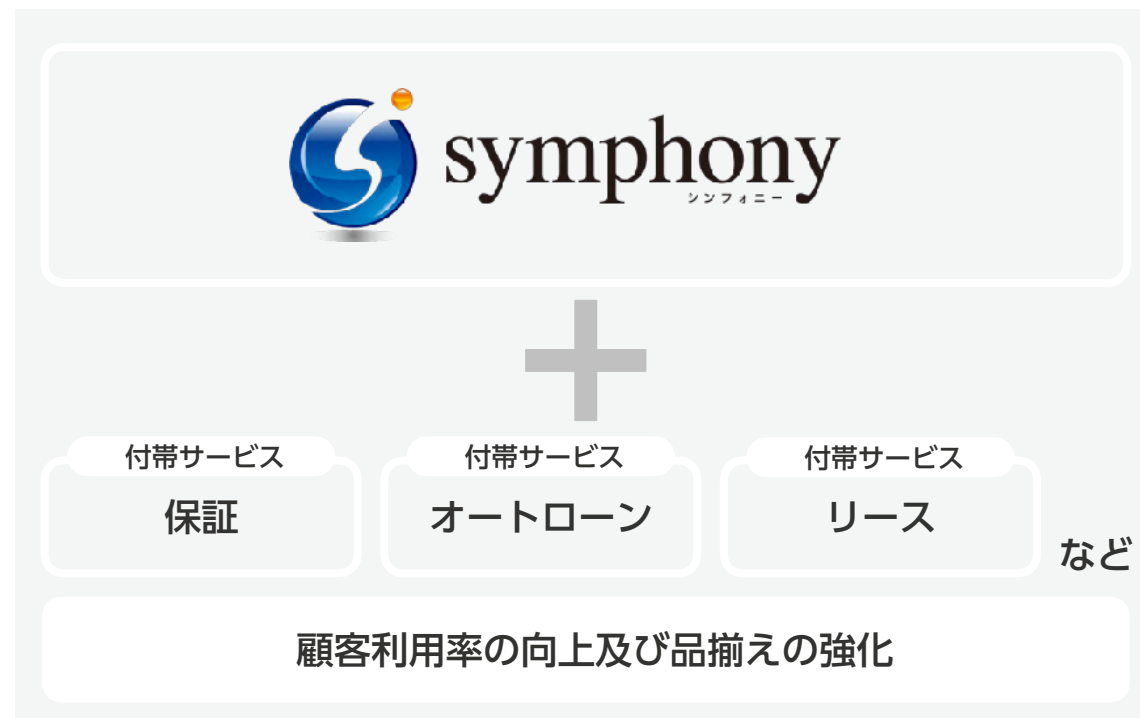 symphony
シンフォニー
付帯サービス
保証
付帯サービス
オートローン
付帯サービス
リース
など
顧客利用率の向上及び品揃えの強化